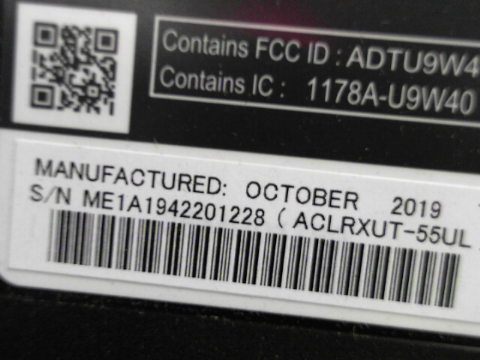 Contains FCC ID : ADTU9W4
Contains IC : 1178A-U9W40
MANUFACTURED: OCTOBER 2019
S/N ME1A1942201228 ( ACLRXUT-55UL